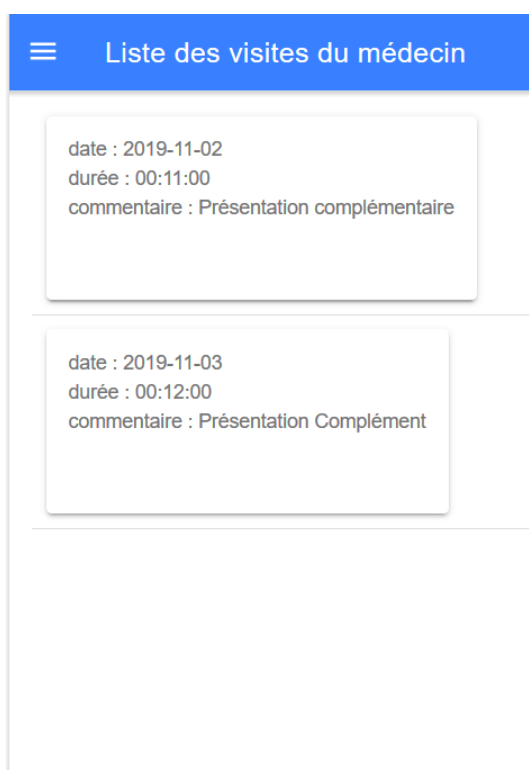 Liste des visites du médecin
date : 2019-11-02
durée : 00:11:00
commentaire : Présentation complémentaire
date : 2019-11-03
durée : 00:12:00
commentaire : Présentation Complément